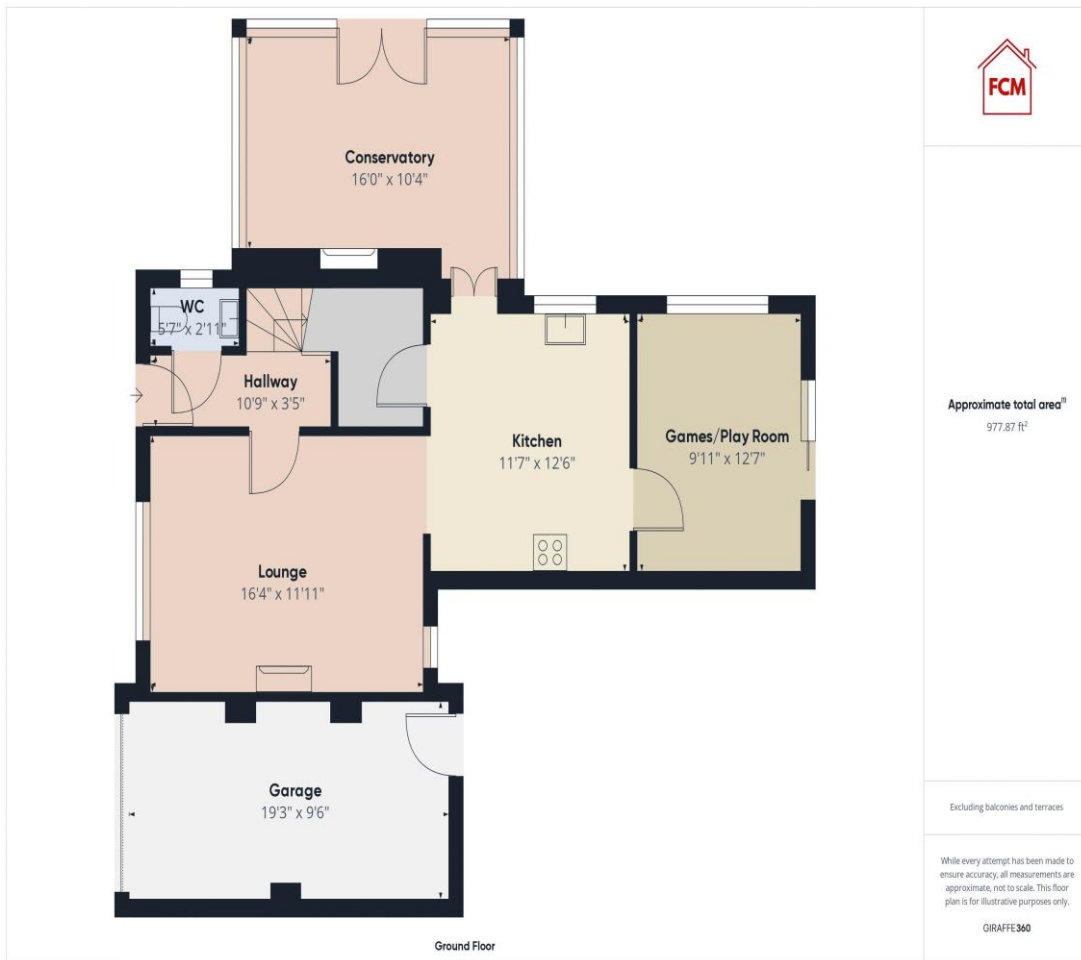 Conservatory
16'0" x 10'4"
WC
5'7" x 2'11"
Hallway
10'9" x 3'5"
Kitchen
11'7" x 12'6"
Games/Play Room
9'11" x 12'7"
Lounge
16'4" x 11'11"
Garage
19'3" x 9'6"
Ground Floor
FCM
Approximate total area⁽¹⁾
977.87 ft²
Excluding balconies and terraces
While every attempt has been made to
ensure accuracy, all measurements are
approximate, not to scale. This floor
plan is for illustrative purposes only.
GIRAFFE360